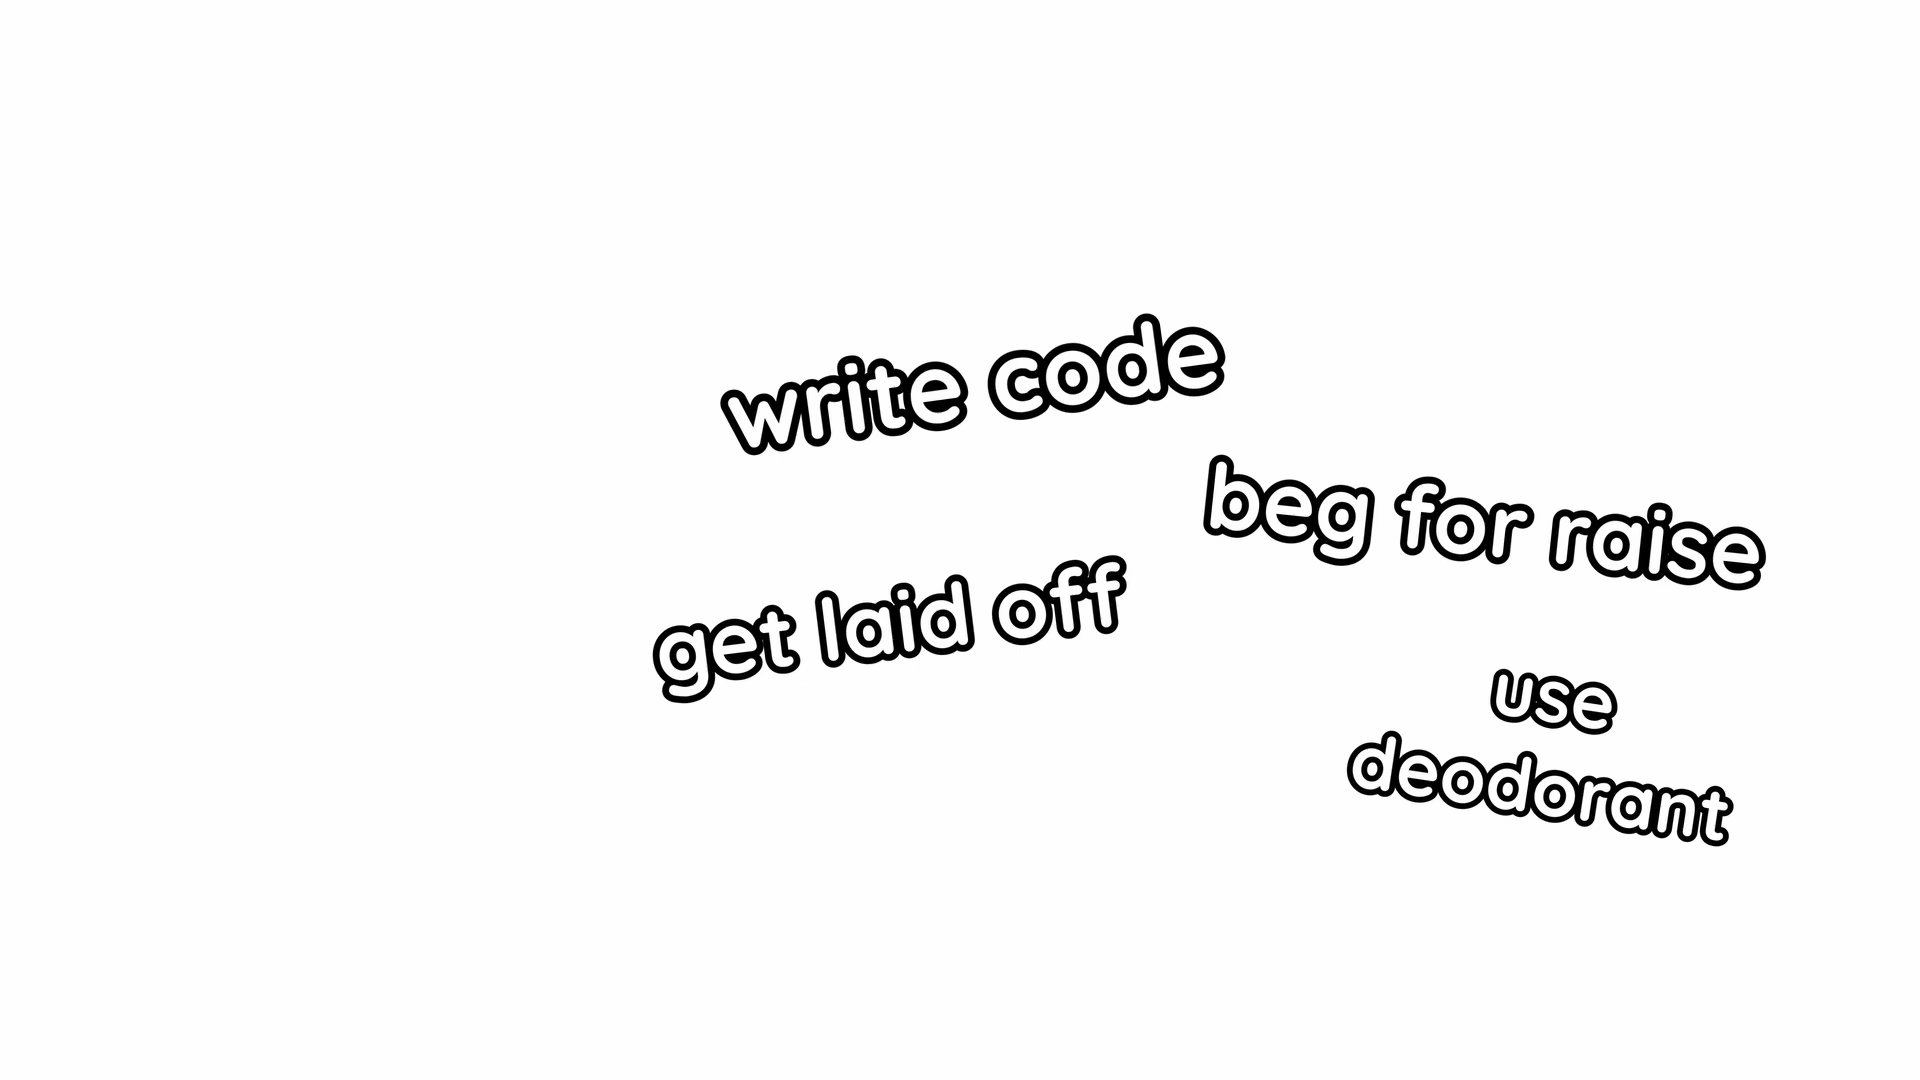 write code
beg for raise
get laid off
use
deodorant